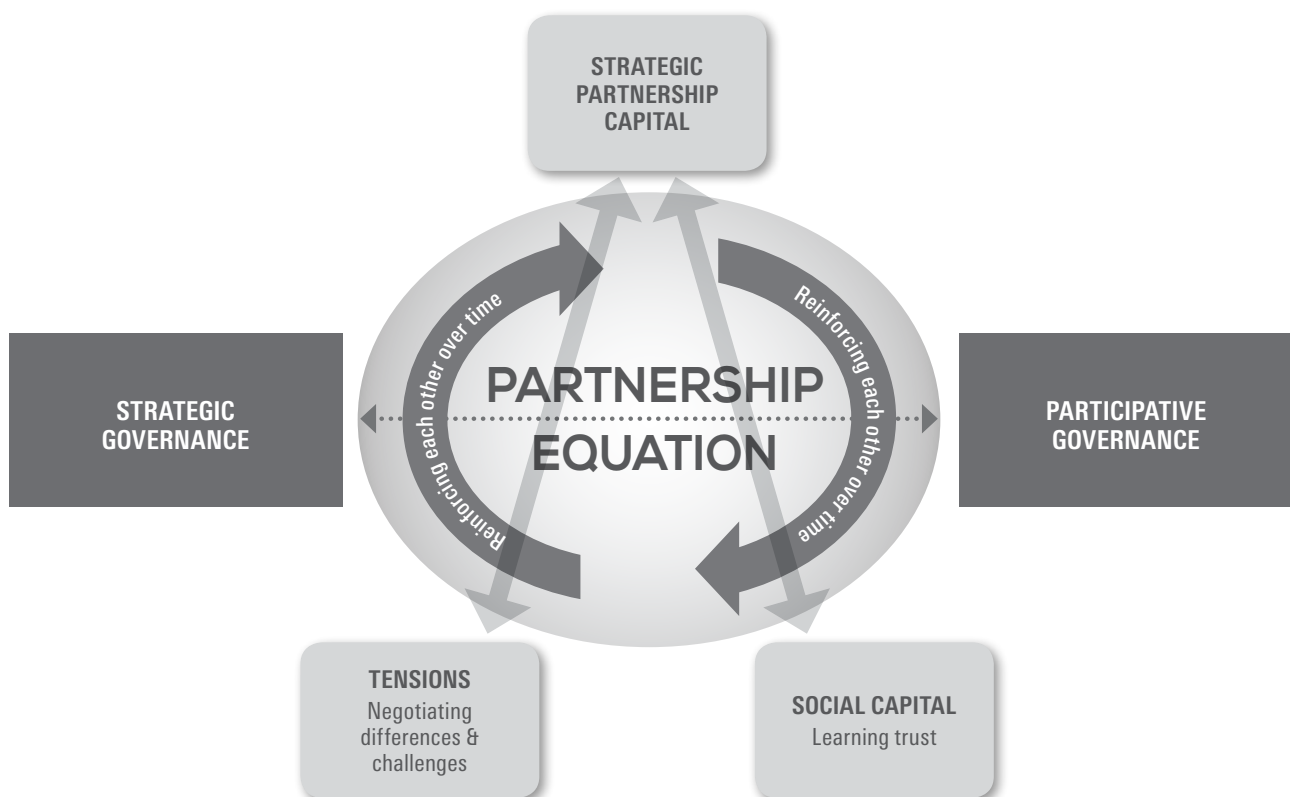 STRATEGIC
PARTNERSHIP
CAPITAL
Reinforcing each other over time
Reinforcing each other over time
PARTNERSHIP
EQUATION
STRATEGIC
GOVERNANCE
PARTICIPATIVE
GOVERNANCE
TENSIONS
Negotiating
differences &
challenges
SOCIAL CAPITAL
Learning trust